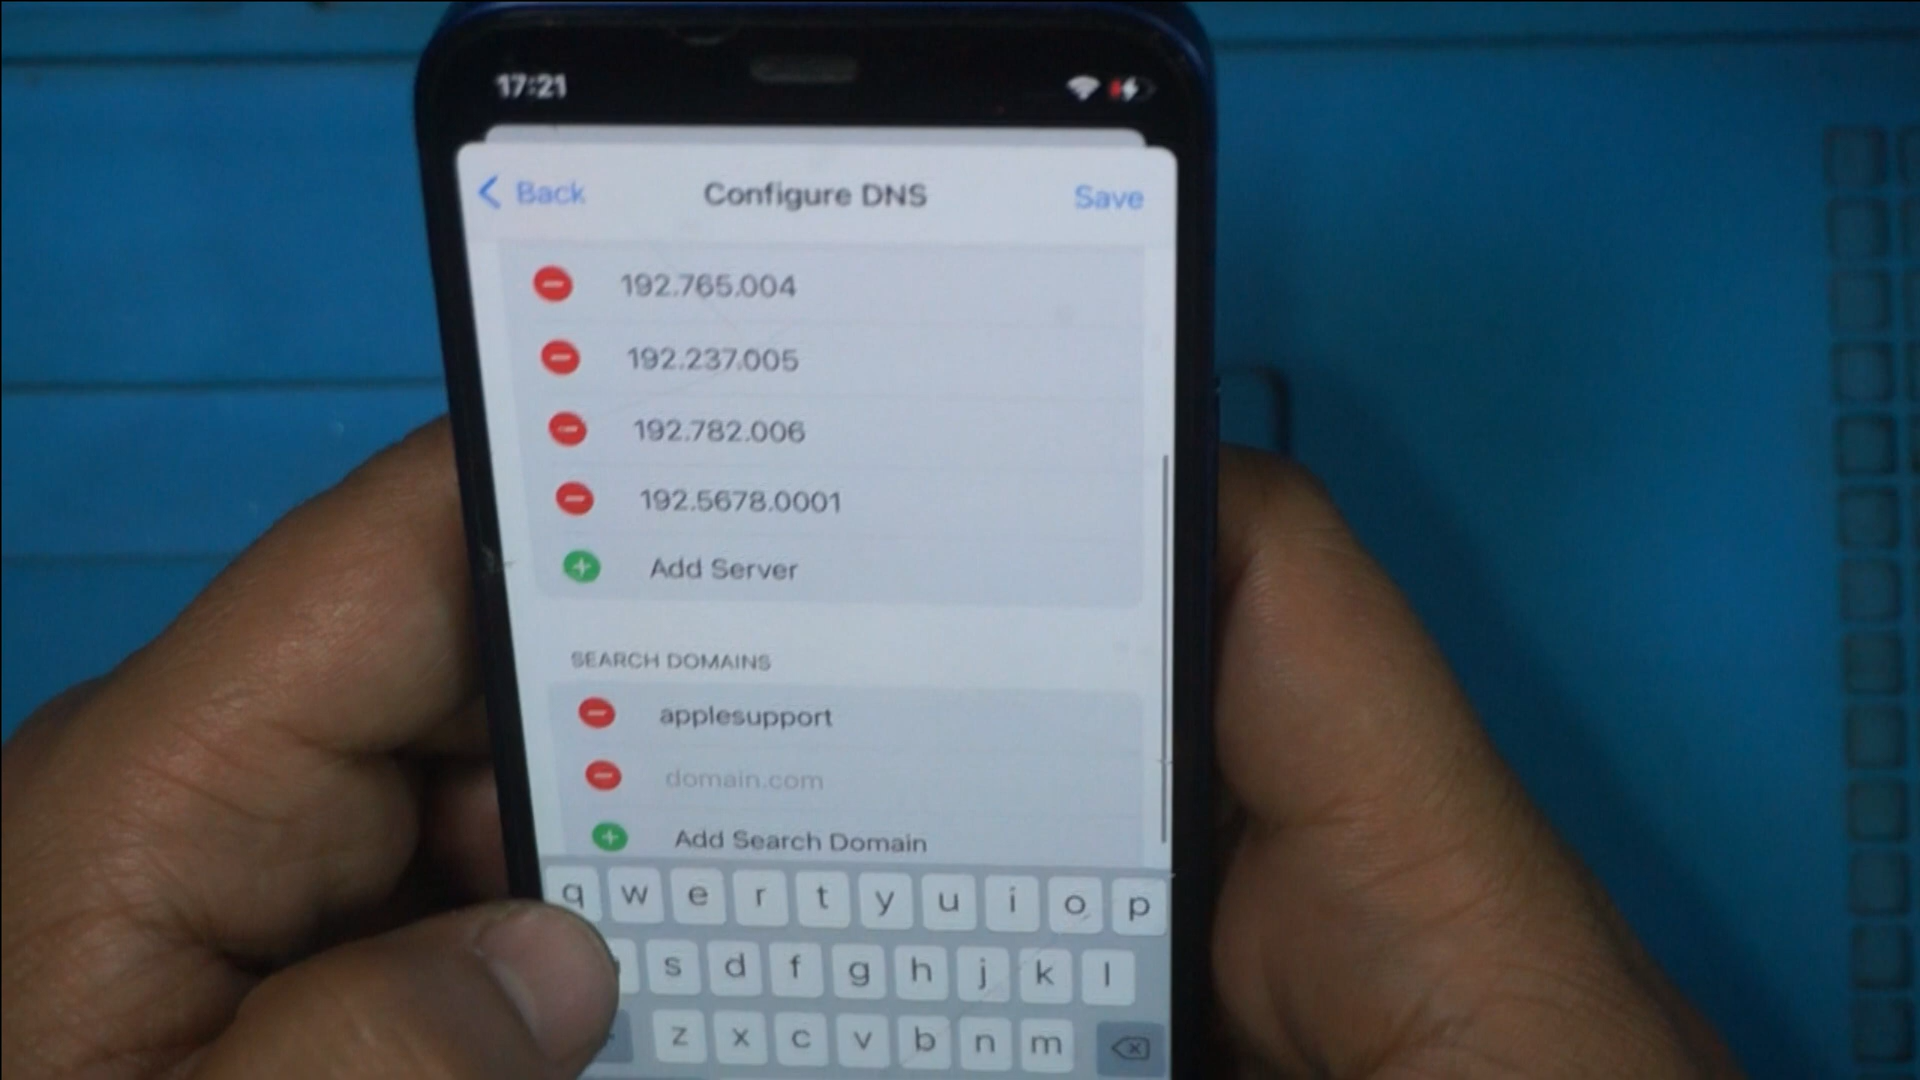 17:21
Back Configure DNS Save
192.765.004
192.237.005
192.782.006
192.5678.0001
Add Server
SEARCH DOMAINS
applesupport
domain.com
Add Search Domain
q w e r t y u i o p
s d f g h j k l
z x c v b n m